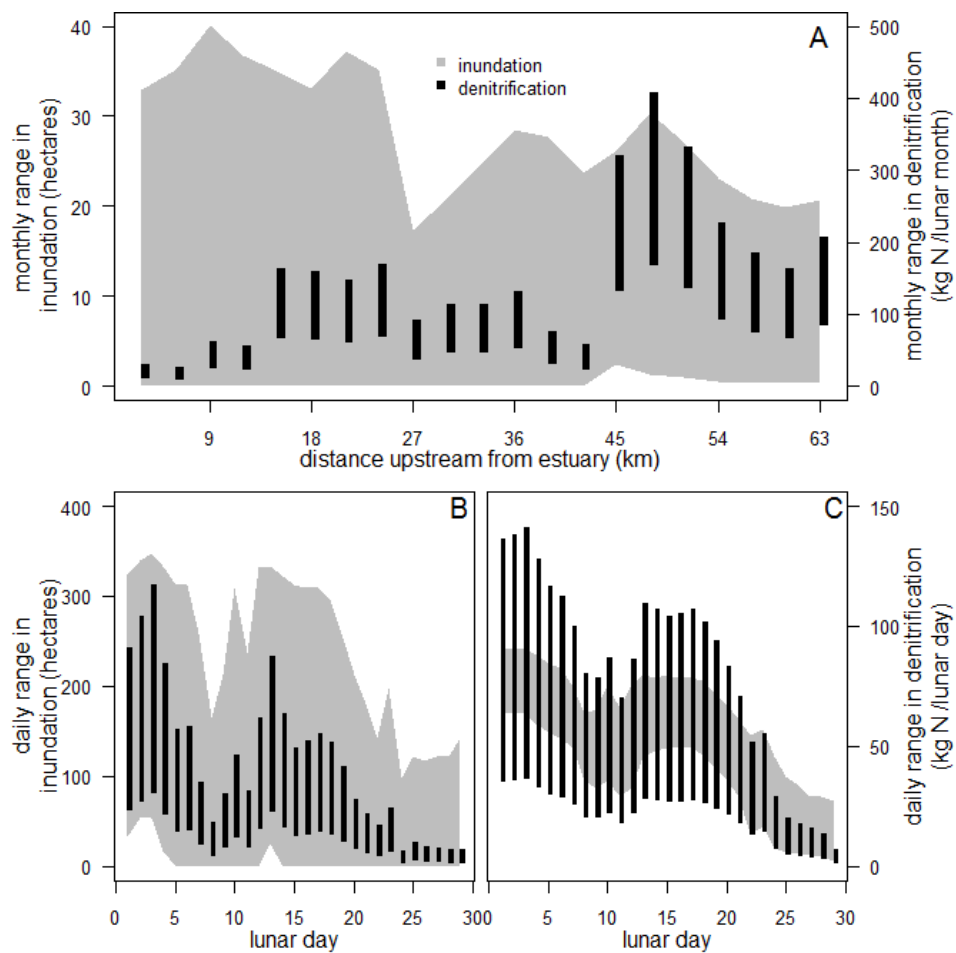 A
inundation
denitrification
monthly range in
inundation (hectares)
0
10
20
30
40
monthly range in denitrification
(kg N /lunar month)
0
100
200
300
400
500
9
18
27
36
45
54
63
distance upstream from estuary (km)
B
daily range in
inundation (hectares)
0
100
200
300
400
0
5
10
15
20
25
30
lunar day
C
daily range in denitrification
(kg N /lunar day)
0
50
100
150
0
5
10
15
20
25
30
lunar day